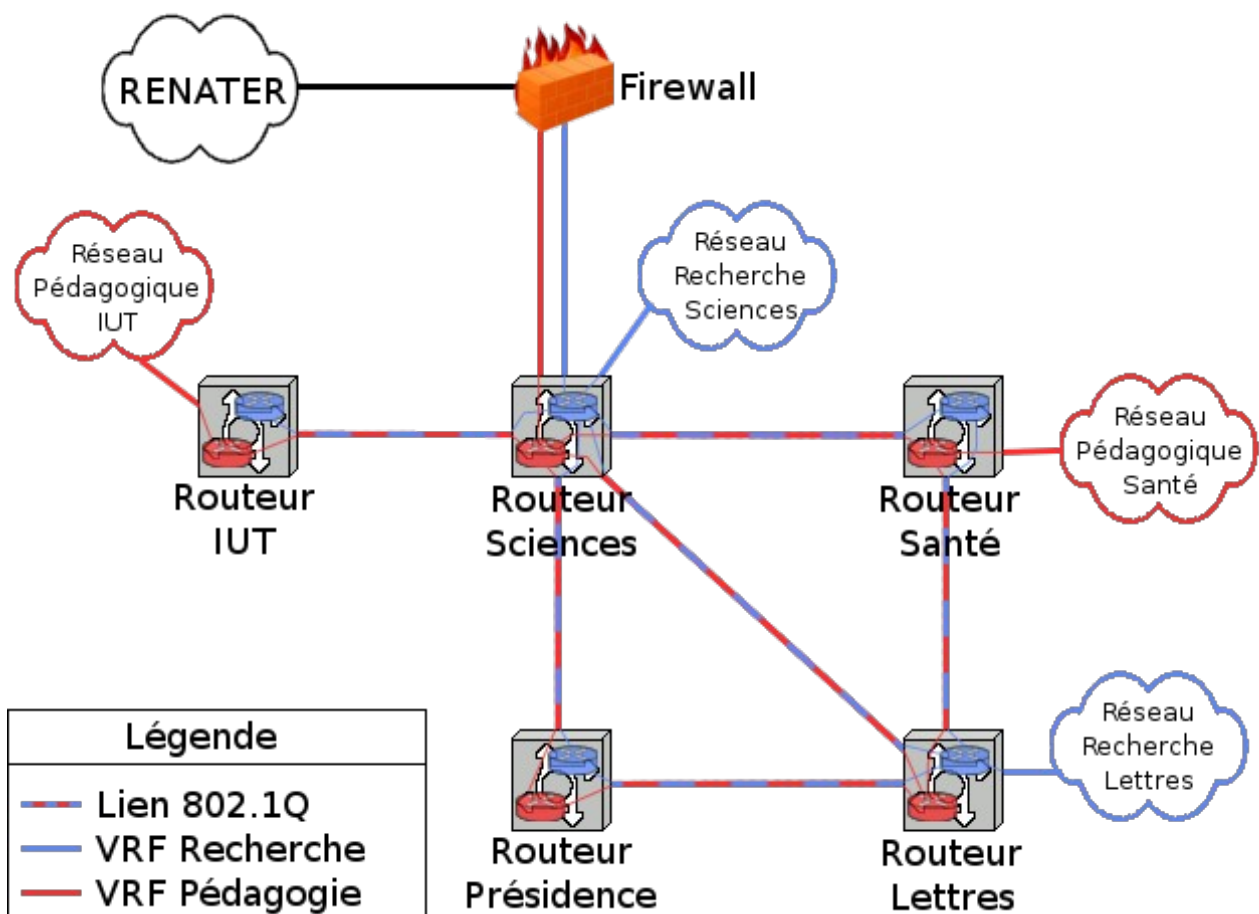 RENATER
Firewall
Réseau
Pédagogique
IUT
Réseau
Recherche
Sciences
Réseau
Pédagogique
Santé
Routeur
IUT
Routeur
Sciences
Routeur
Santé
Réseau
Recherche
Lettres
Routeur
Présidence
Routeur
Lettres
Légende
Lien 802.1Q
VRF Recherche
VRF Pédagogie